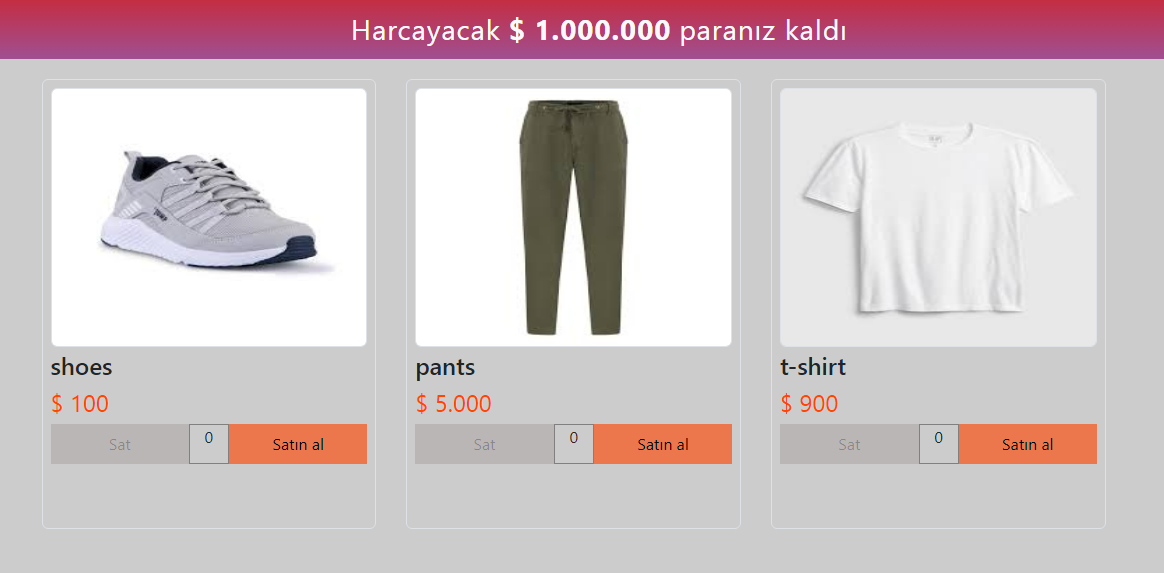 Harcayacak $ 1.000.000 paranız kaldı
shoes
$ 100
Sat 0 Satın al
pants
$ 5.000
Sat 0 Satın al
t-shirt
$ 900
Sat 0 Satın al